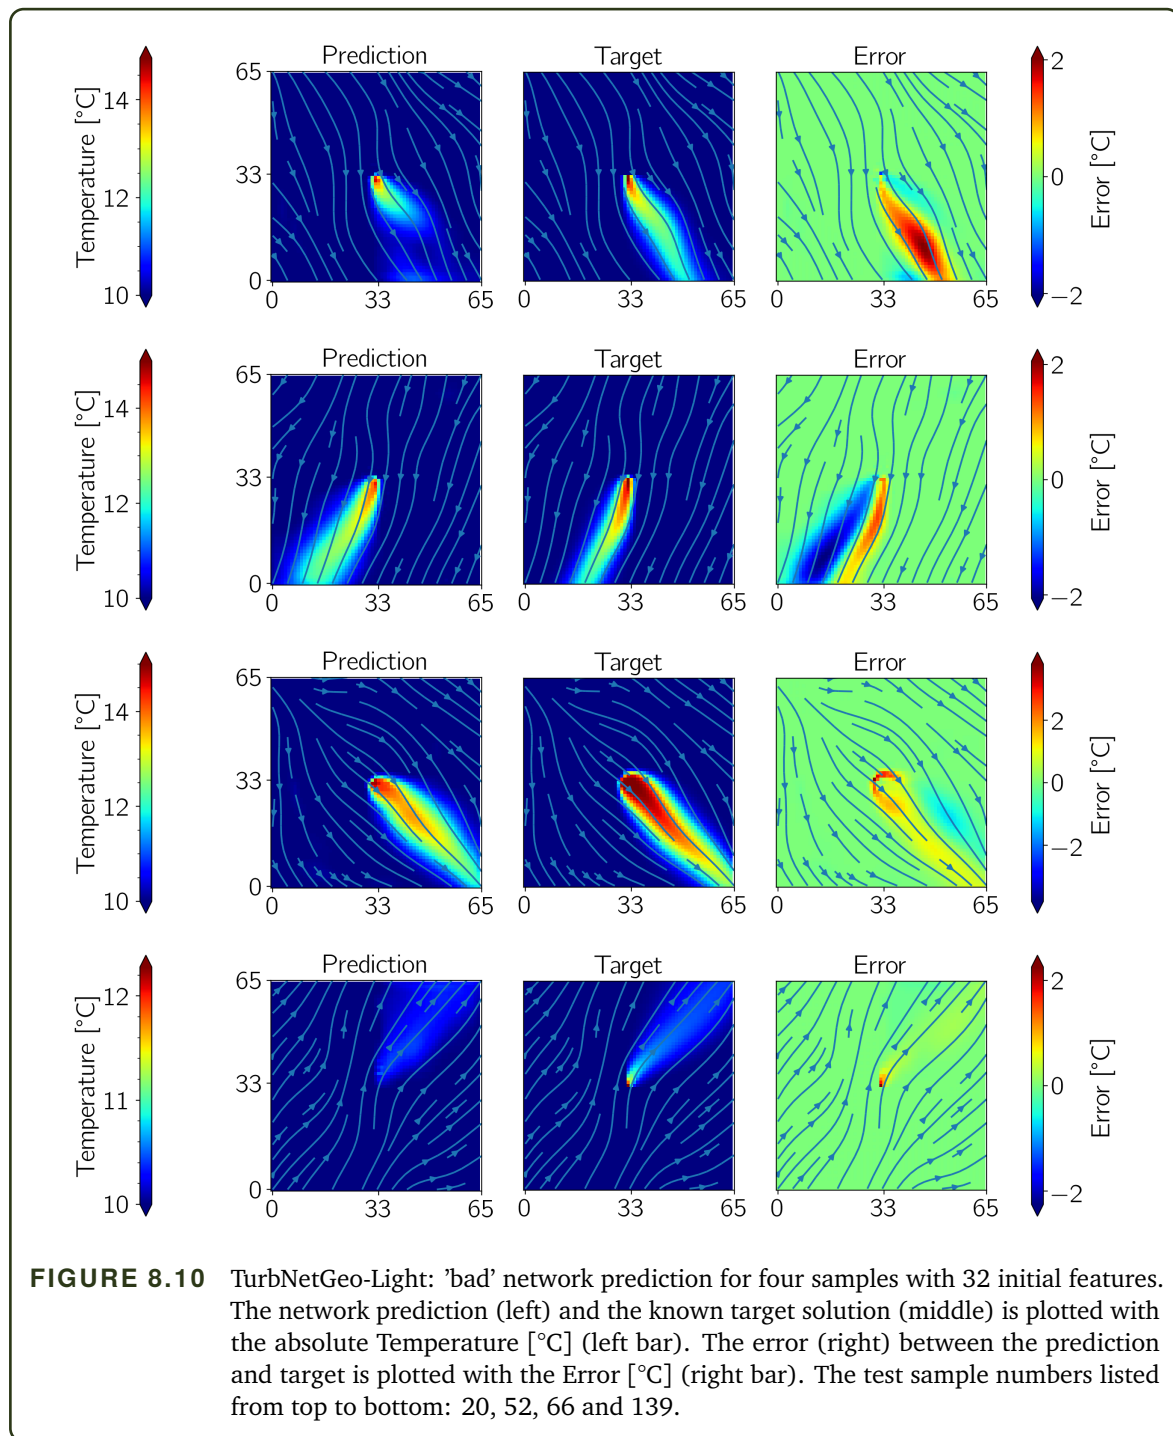 Prediction Target Error
Temperature [°C]
14
12
10
65
33
0
0 33 65
0 33 65
0 33 65
2
0
−2
Error [°C]
Prediction Target Error
Temperature [°C]
14
12
10
65
33
0
0 33 65
0 33 65
0 33 65
2
0
−2
Error [°C]
Prediction Target Error
Temperature [°C]
14
12
10
65
33
0
0 33 65
0 33 65
0 33 65
2
0
−2
Error [°C]
Prediction Target Error
Temperature [°C]
12
11
10
65
33
0
0 33 65
0 33 65
0 33 65
2
0
−2
Error [°C]
FIGURE 8.10 TurbNetGeo-Light: ’bad’ network prediction for four samples with 32 initial features.
The network prediction (left) and the known target solution (middle) is plotted with
the absolute Temperature [°C] (left bar). The error (right) between the prediction
and target is plotted with the Error [°C] (right bar). The test sample numbers listed
from top to bottom: 20, 52, 66 and 139.